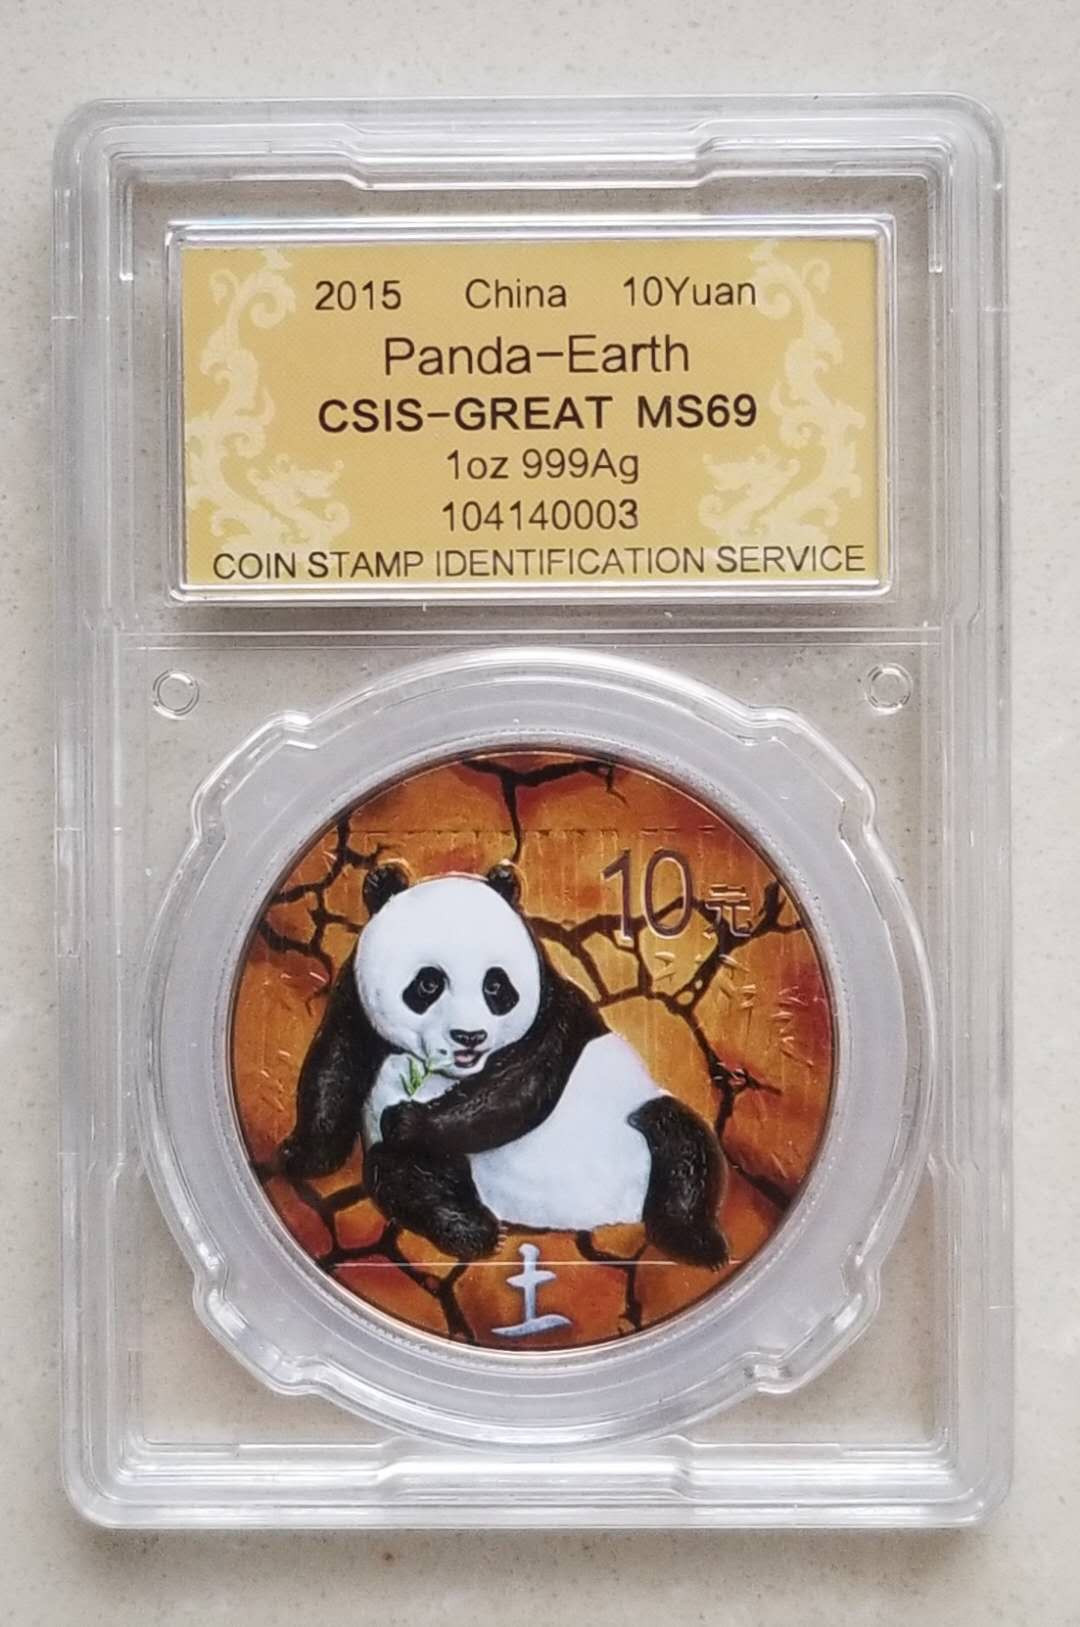 2015 China 10Yuan
Panda-Earth
CSIS-GREAT MS69
1oz 999Ag
104140003
COIN STAMP IDENTIFICATION SERVICE
10元
土